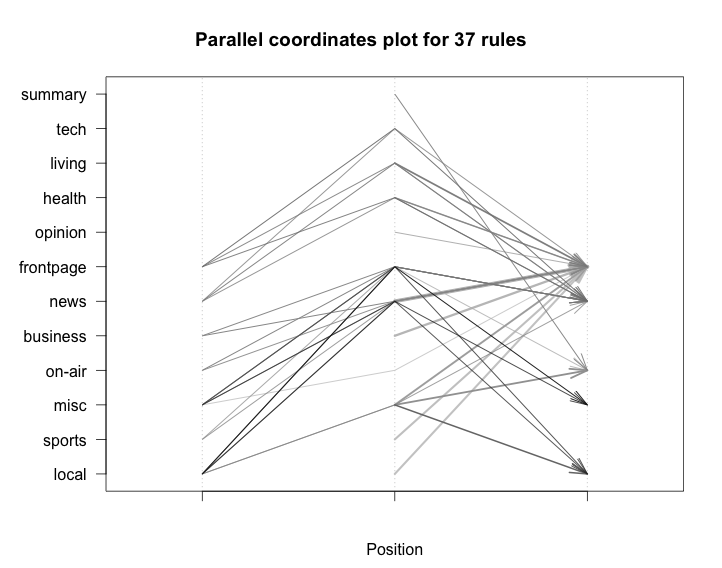 Parallel coordinates plot for 37 rules
summary
tech
living
health
opinion
frontpage
news
business
on-air
misc
sports
local
Position